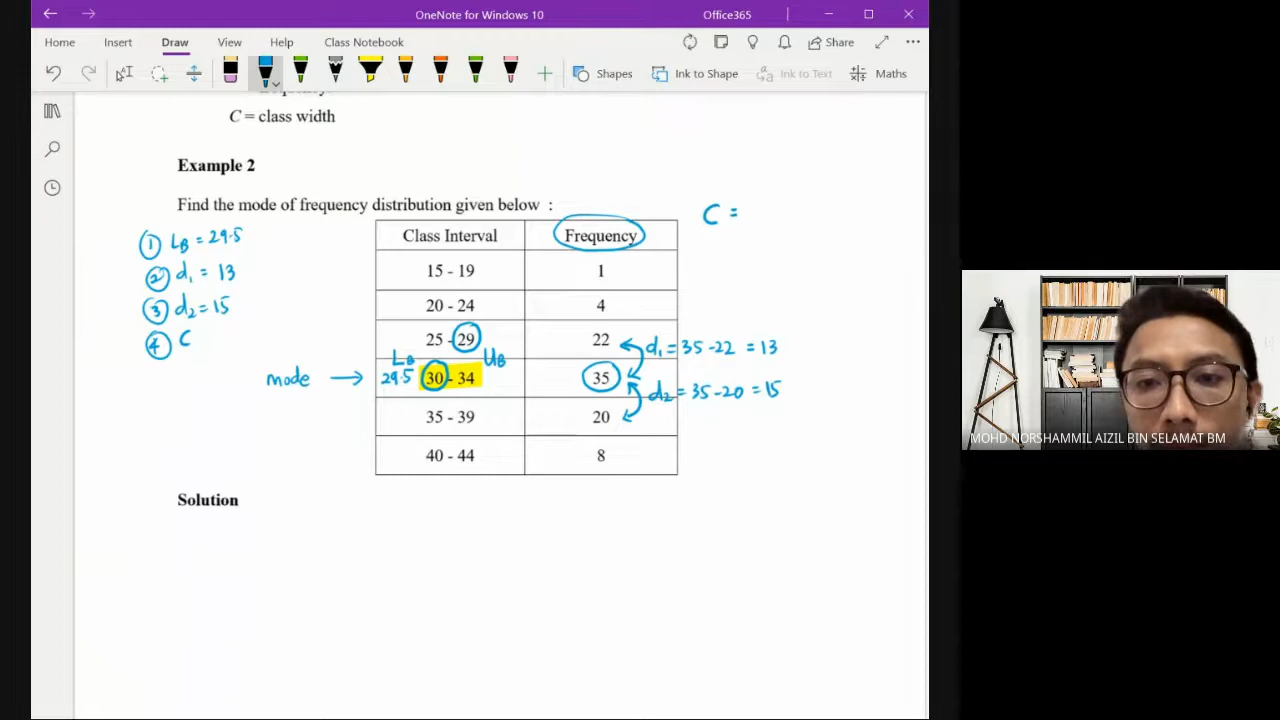 OneNote for Windows 10
Office365
Home Insert Draw View Help Class Notebook
Share
Shapes Ink to Shape Ink to Text Maths
C = class width
Example 2
Find the mode of frequency distribution given below :
C =
① LB = 29.5
② d1 = 13
③ d2 = 15
④ C
Class Interval Frequency
15 - 19 1
20 - 24 4
25 - 29 22
d1 = 35 - 22 = 13
LB UB
mode → 29.5 30 - 34 35
d2 = 35 - 20 = 15
35 - 39 20
40 - 44 8
Solution
MOHD NORSHAMMIL AIZIL BIN SELAMAT BM